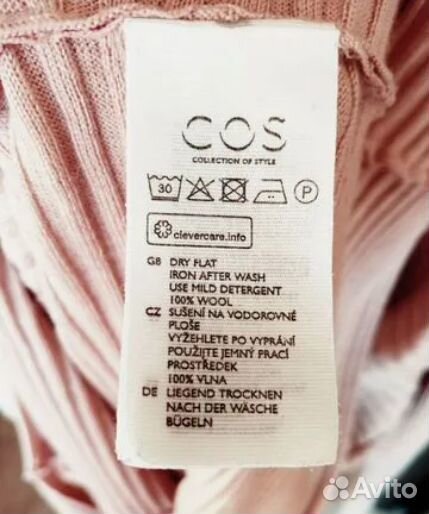 COS
COLLECTION OF STYLE
30 P
clevercare.info
GB DRY FLAT
IRON AFTER WASH
USE MILD DETERGENT
100% WOOL
CZ SUŠENÍ NA VODOROVNÉ
PLOŠE
VYŽEHLETE PO VYPRÁNÍ
POUŽIJTE JEMNÝ PRACÍ
PROSTŘEDEK
100% VLNA
DE LIEGEND TROCKNEN
NACH DER WÄSCHE
BÜGELN
Avito